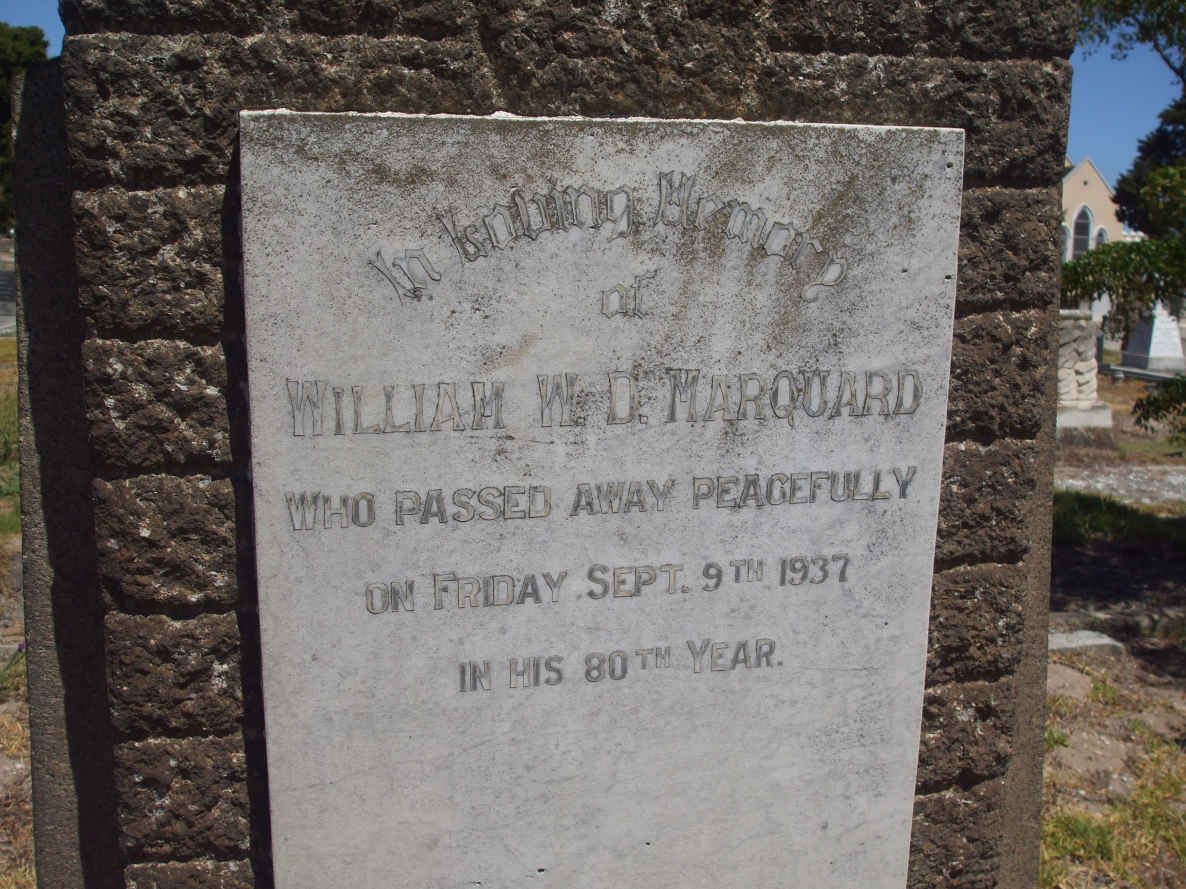 In Loving Memory
of
WILLIAM W. D. MARQUARD
WHO PASSED AWAY PEACEFULLY
ON FRIDAY SEPT. 9TH 1937
IN HIS 80TH YEAR.